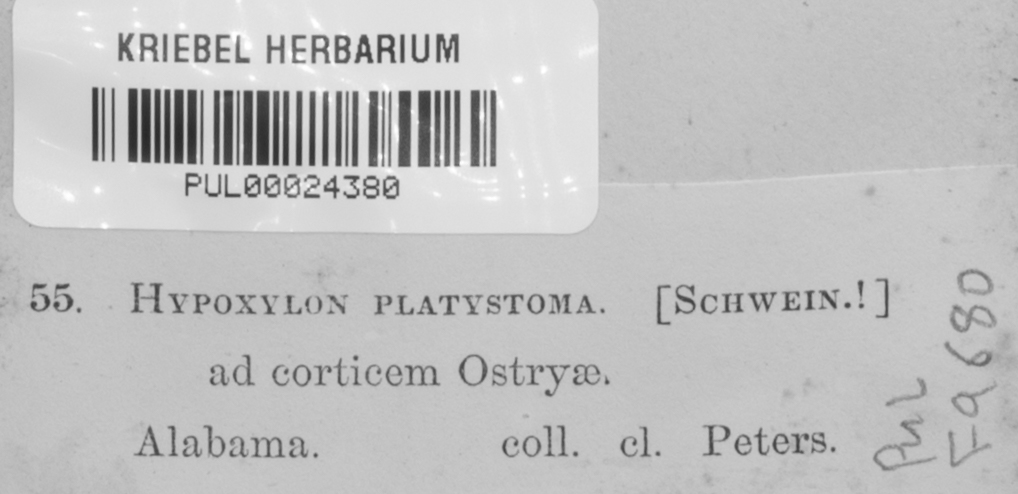 KRIEBEL HERBARIUM
PUL00024380
55. HYPOXYLON PLATYSTOMA. [SCHWEIN.!]
ad corticem Ostryæ.
Alabama. coll. cl. Peters.
PUL
F9680